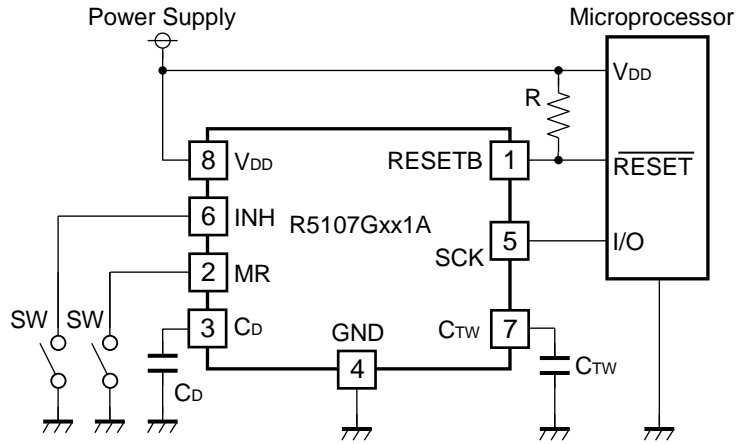 Power Supply
Microprocessor
VDD
R
8
VDD
RESETB
1
RESET
6
INH
R5107Gxx1A
5
SCK
I/O
2
MR
SW
SW
3
CD
GND
CTW
7
4
CD
CTW